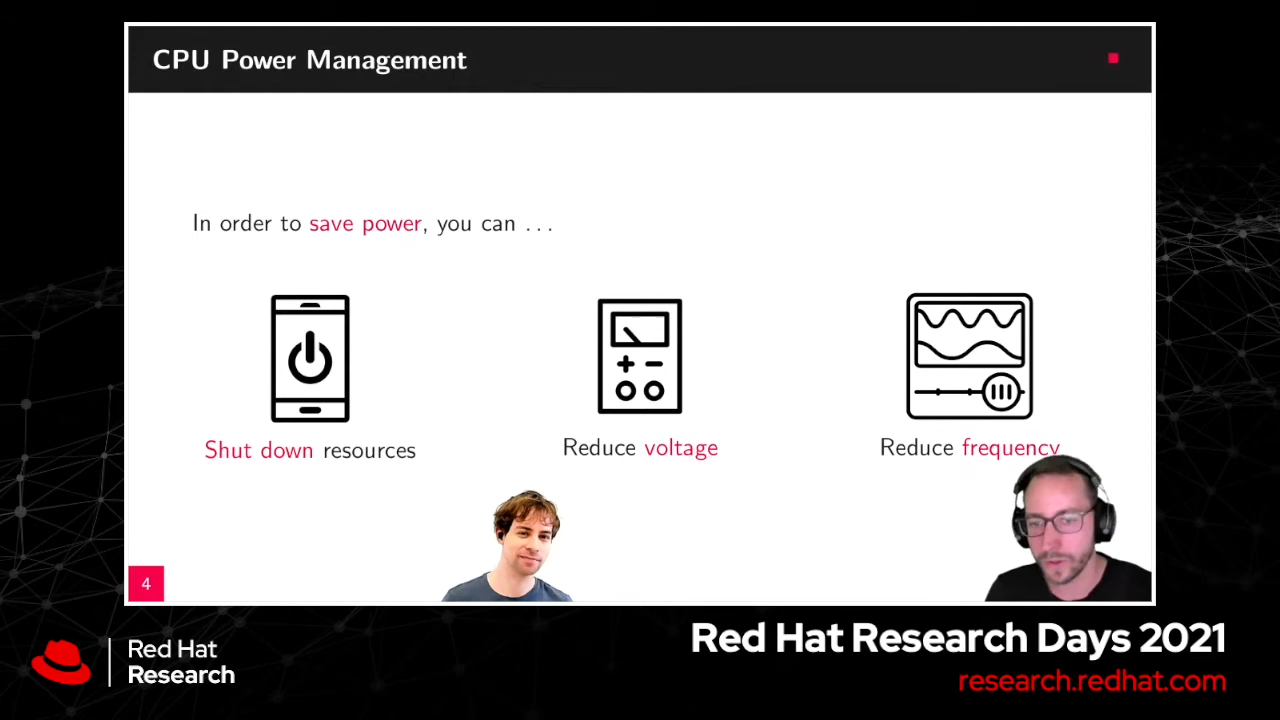 CPU Power Management
In order to save power, you can . . .
Shut down resources
Reduce voltage
Reduce frequency
4
Red Hat
Research
Red Hat Research Days 2021
research.redhat.com